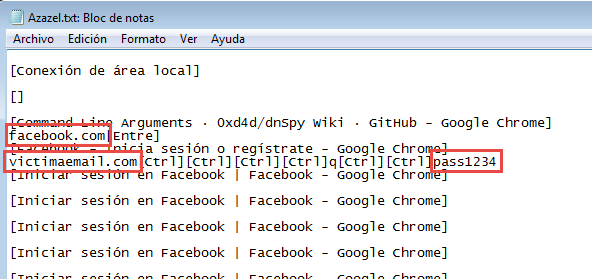 Azazel.txt: Bloc de notas
Archivo Edición Formato Ver Ayuda
[Conexión de área local]
[]
[Command Line Arguments · 0xd4d/dnSpy Wiki · GitHub - Google Chrome]
facebook.com[Entre]
[Facebook - Inicia sesión o regístrate - Google Chrome]
victimaemail.com[Ctrl][Ctrl][Ctrl][Ctrl]q[Ctrl][Ctrl]pass1234
[Iniciar sesión en Facebook | Facebook - Google Chrome]
[Iniciar sesión en Facebook | Facebook - Google Chrome]
[Iniciar sesión en Facebook | Facebook - Google Chrome]
[Iniciar sesión en Facebook | Facebook - Google Chrome]
[Iniciar sesión en Facebook | Facebook - Google Chrome]